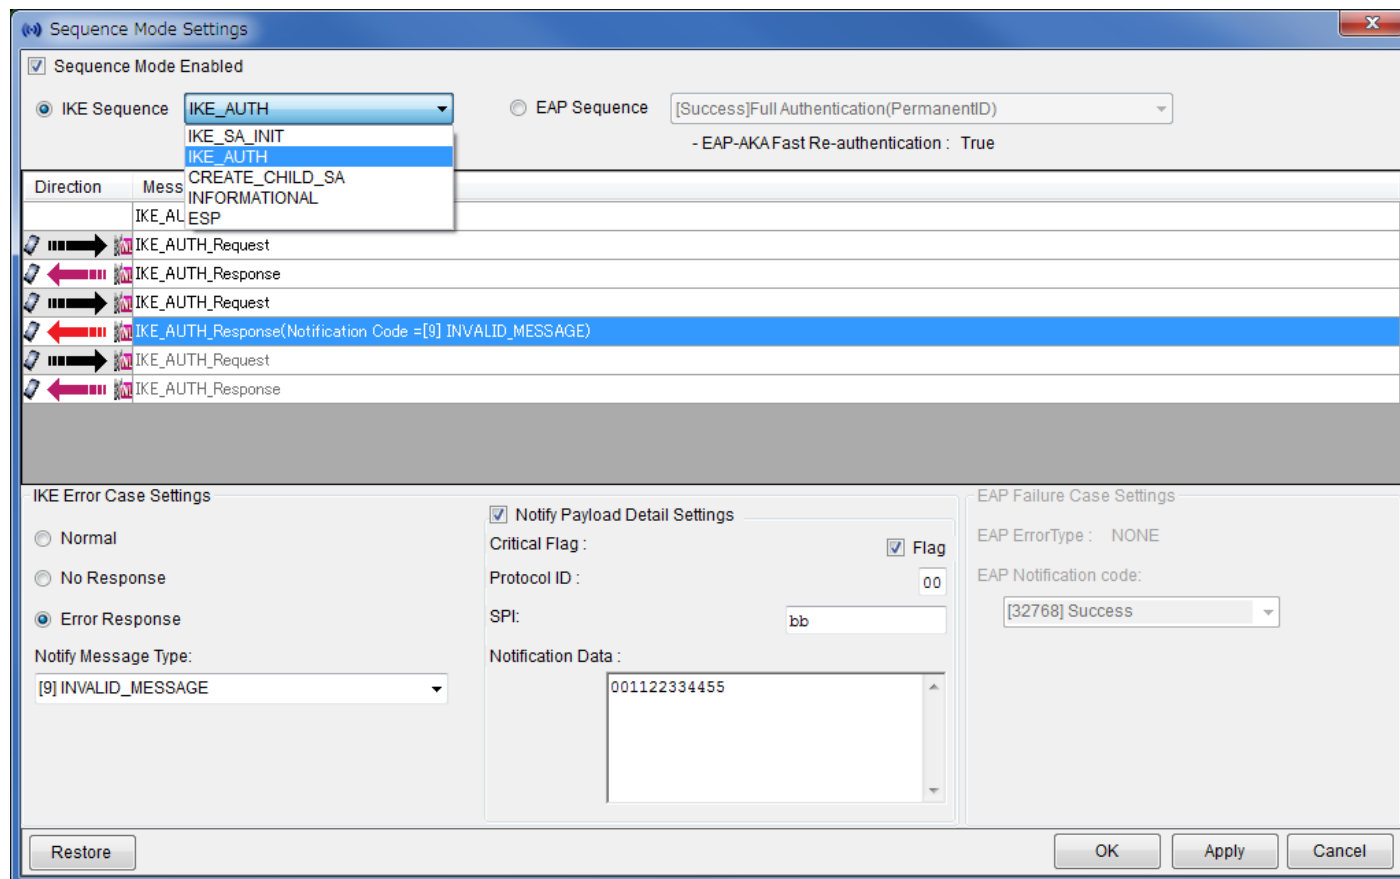 Sequence Mode Settings
Sequence Mode Enabled
IKE Sequence IKE_AUTH EAP Sequence [Success]Full Authentication(PermanentID)
IKE_SA_INIT
- EAP-AKA Fast Re-authentication : True
IKE_AUTH
CREATE_CHILD_SA
INFORMATIONAL
ESP
Direction Mess
IKE_AU
IKE_AUTH_Request
IKE_AUTH_Response
IKE_AUTH_Request
IKE_AUTH_Response(Notification Code =[9] INVALID_MESSAGE)
IKE_AUTH_Request
IKE_AUTH_Response
IKE Error Case Settings
Normal
No Response
Error Response
Notify Message Type:
[9] INVALID_MESSAGE
Notify Payload Detail Settings
Critical Flag : Flag
Protocol ID : 00
SPI: bb
Notification Data :
001122334455
EAP Failure Case Settings
EAP ErrorType : NONE
EAP Notification code:
[32768] Success
Restore OK Apply Cancel